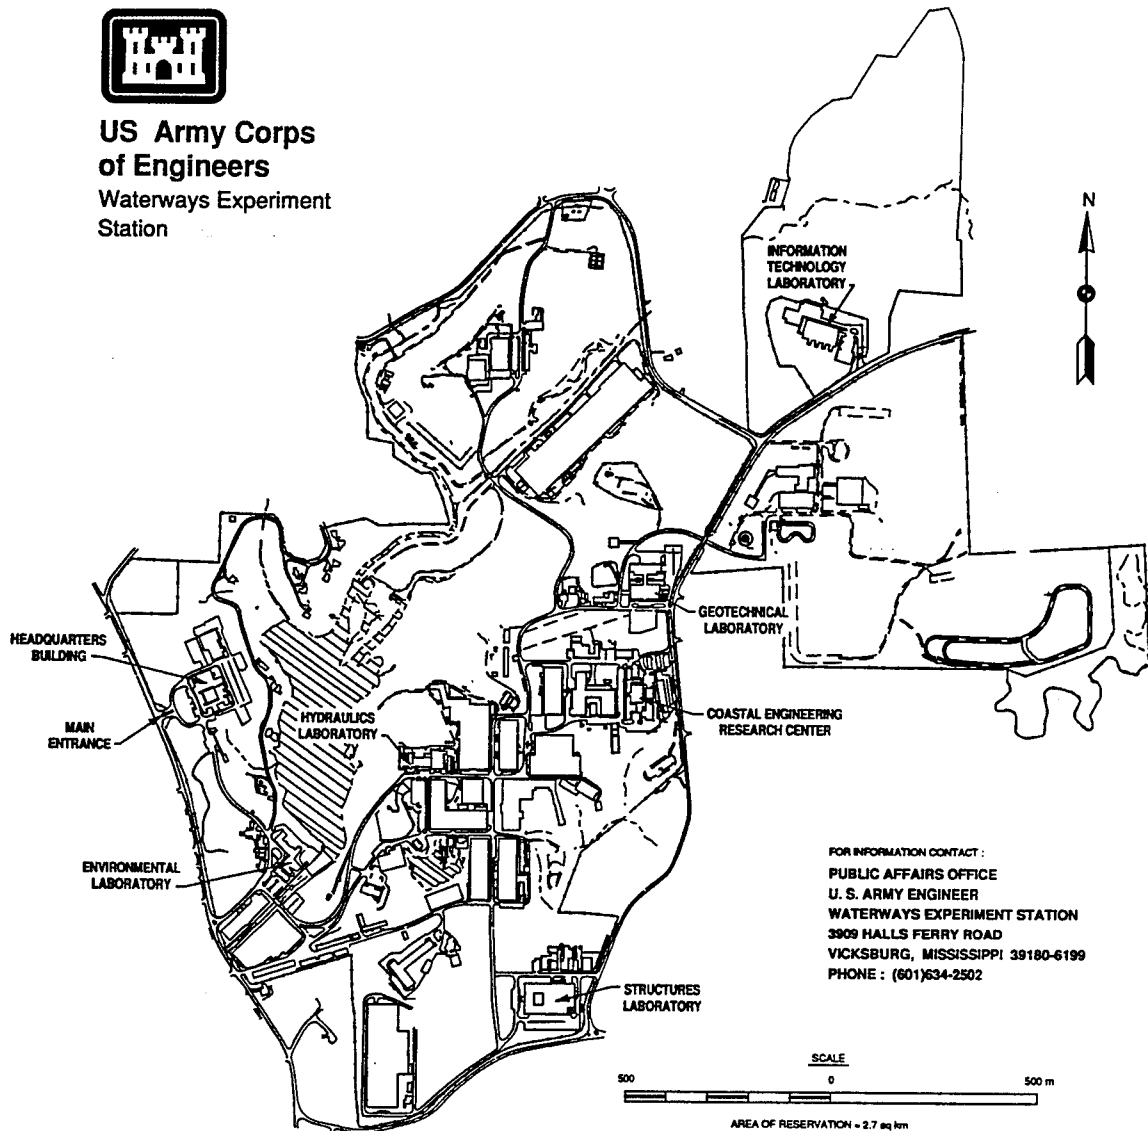 US Army Corps
of Engineers
Waterways Experiment
Station
N
INFORMATION
TECHNOLOGY
LABORATORY
GEOTECHNICAL
LABORATORY
HEADQUARTERS
BUILDING
MAIN
ENTRANCE
HYDRAULICS
LABORATORY
COASTAL ENGINEERING
RESEARCH CENTER
ENVIRONMENTAL
LABORATORY
STRUCTURES
LABORATORY
FOR INFORMATION CONTACT :
PUBLIC AFFAIRS OFFICE
U. S. ARMY ENGINEER
WATERWAYS EXPERIMENT STATION
3909 HALLS FERRY ROAD
VICKSBURG, MISSISSIPPI 39180-6199
PHONE : (601)634-2502
SCALE
500 0 500 m
AREA OF RESERVATION = 2.7 sq km